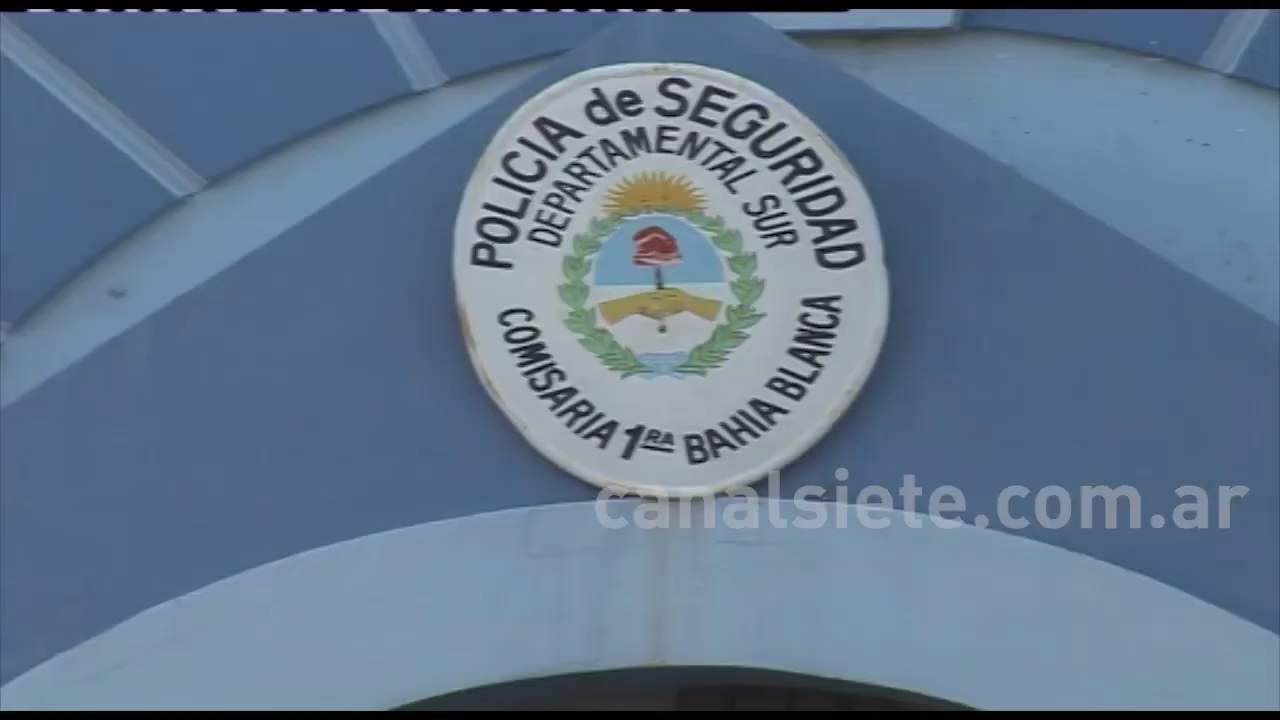 POLICIA de SEGURIDAD
DEPARTAMENTAL SUR
COMISARIA 1RA BAHIA BLANCA
canalsiete.com.ar